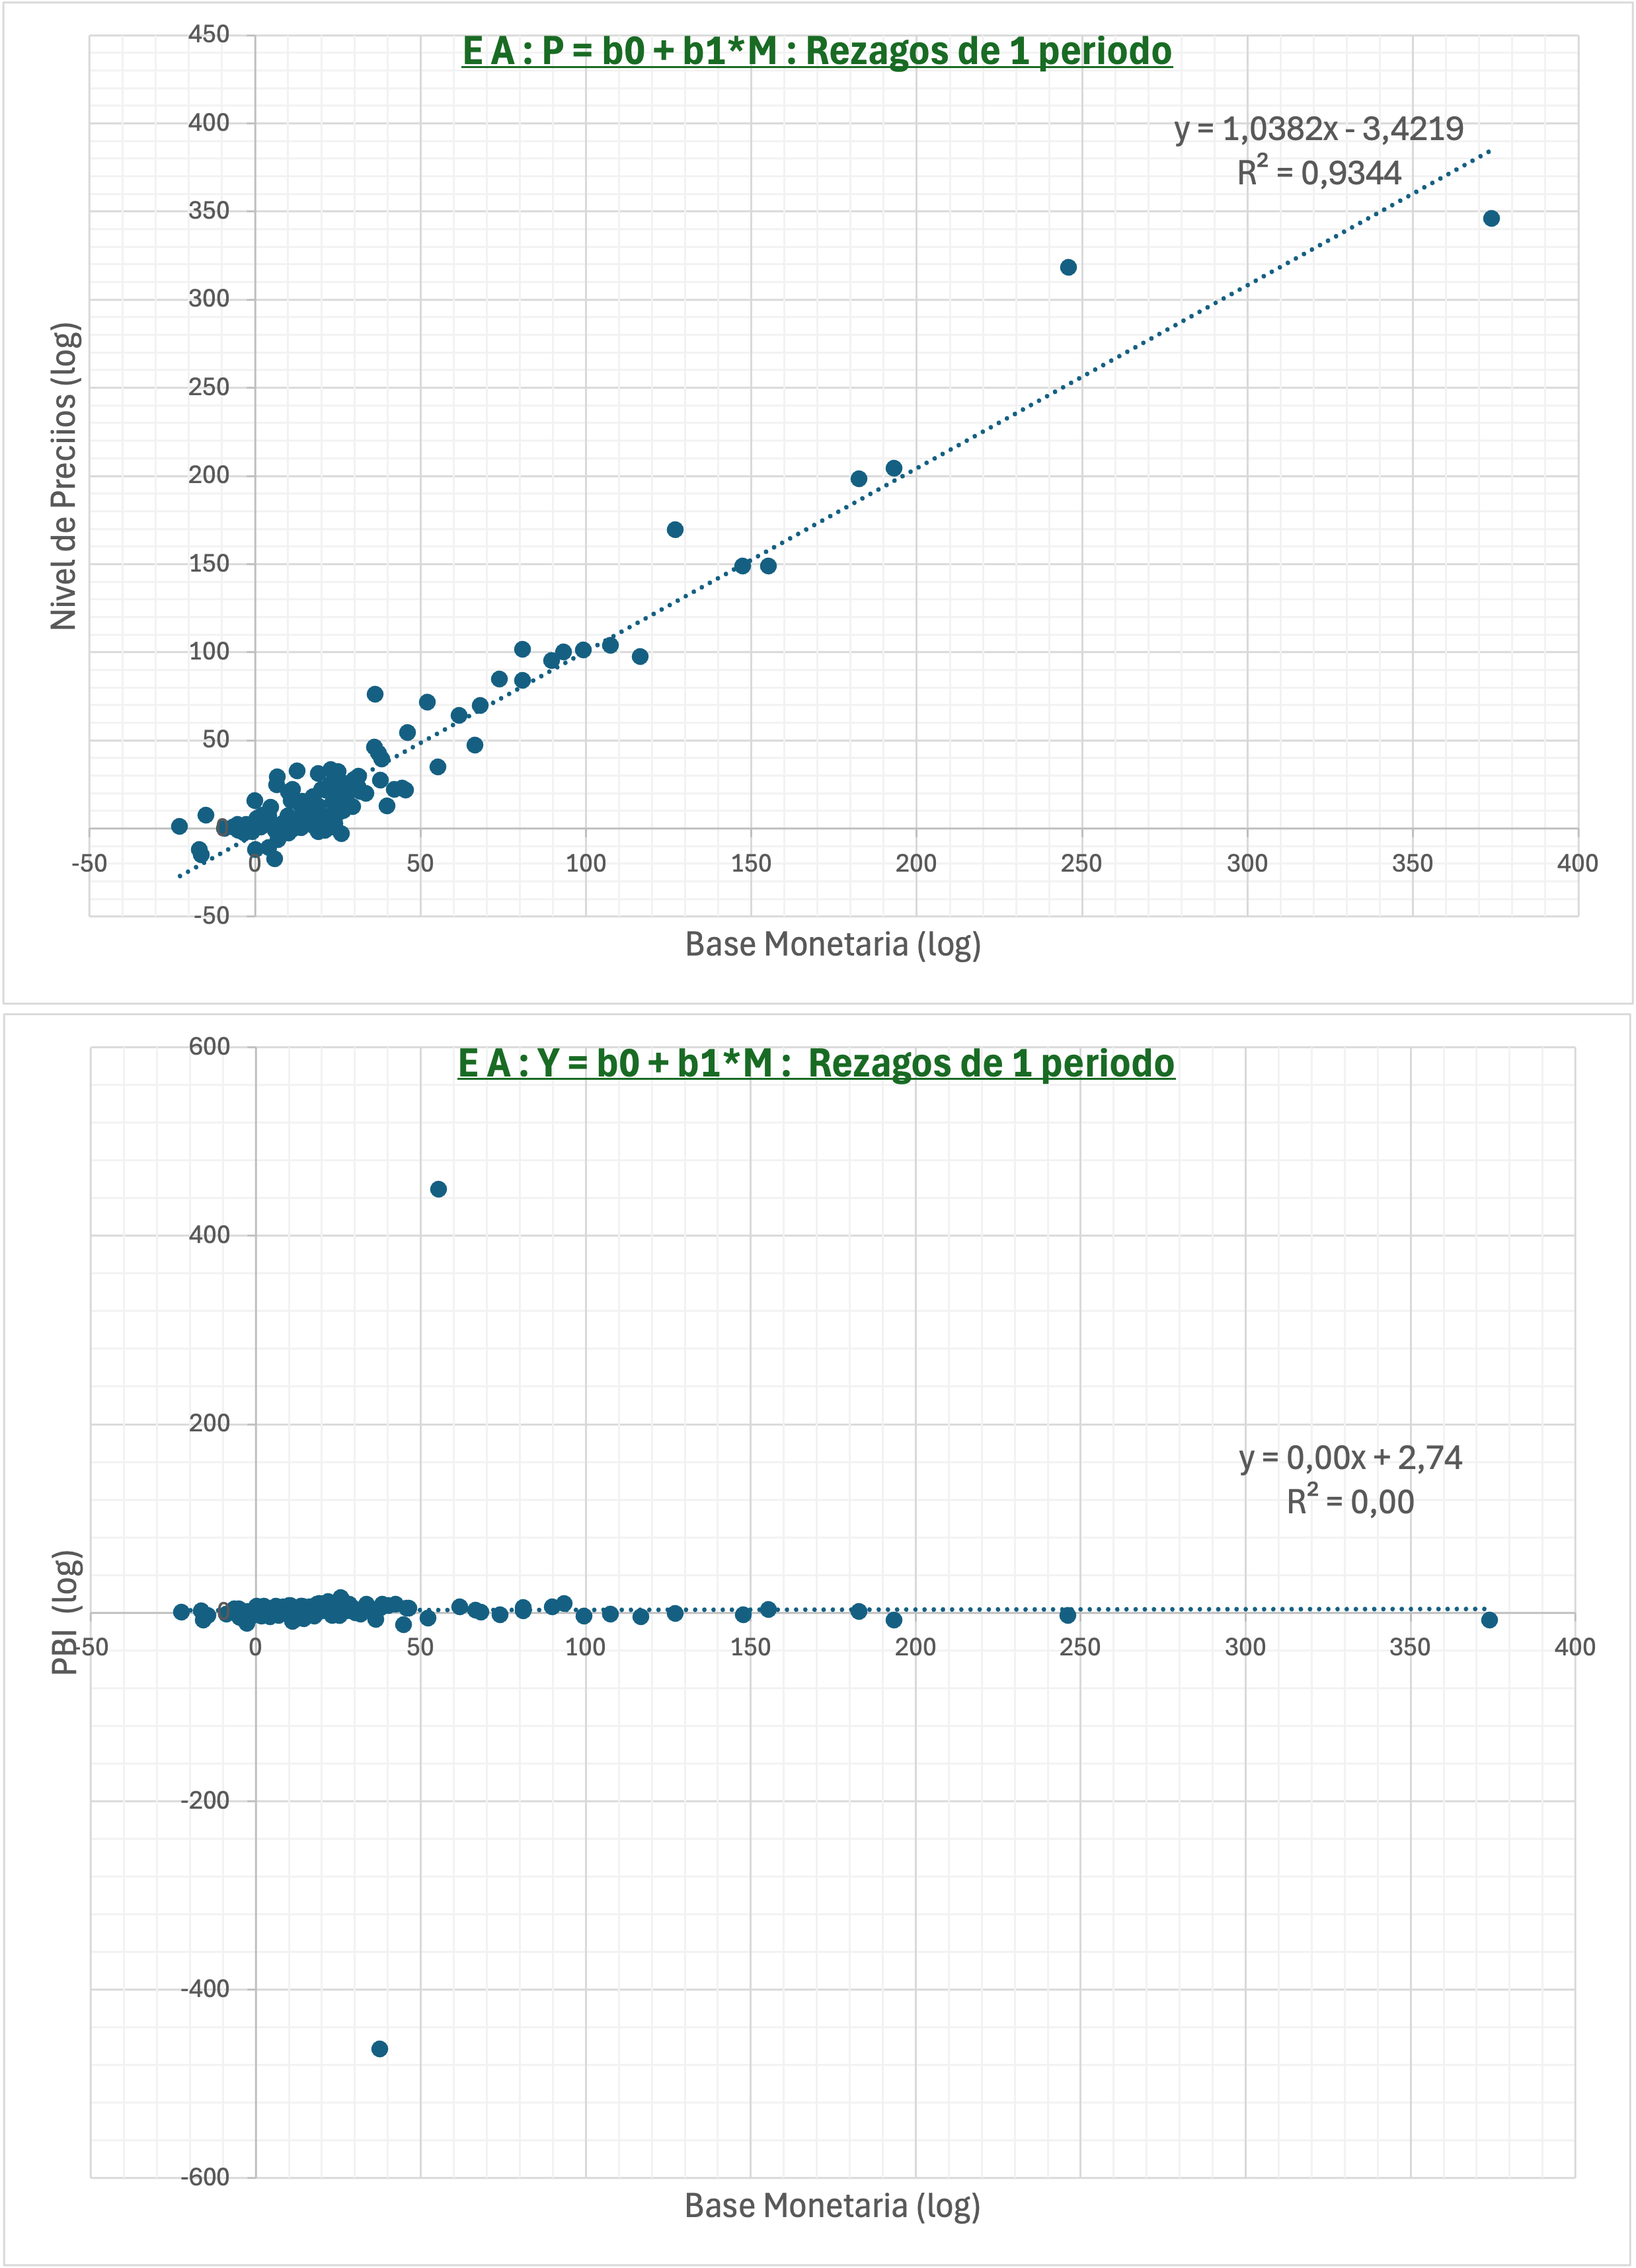 E A : P = b0 + b1*M : Rezagos de 1 periodo
450
400
350
300
250
200
150
100
50
0
-50
y = 1,0382x - 3,4219
R² = 0,9344
Nivel de Preciios (log)
-50 0 50 100 150 200 250 300 350 400
Base Monetaria (log)
E A : Y = b0 + b1*M : Rezagos de 1 periodo
600
400
200
0
-200
-400
-600
y = 0,00x + 2,74
R² = 0,00
PBI (log)
-50 0 50 100 150 200 250 300 350 400
Base Monetaria (log)